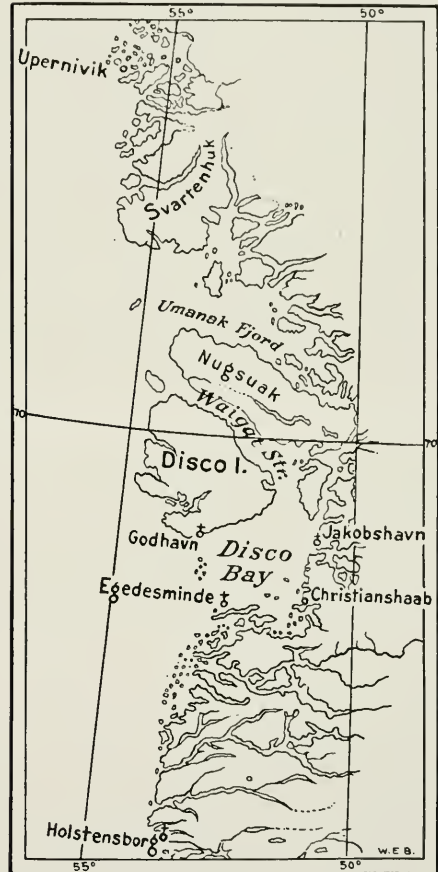 55°
50°
Upernivik
Svartenhuk
Umanak Fjord
Nugsuak
Waigat Str.
70
70
Disco I.
Godhavn
Disco
Bay
Jakobshavn
Egedesminde
Christianshaab
Holstensborg
W.E.B.
55°
50°